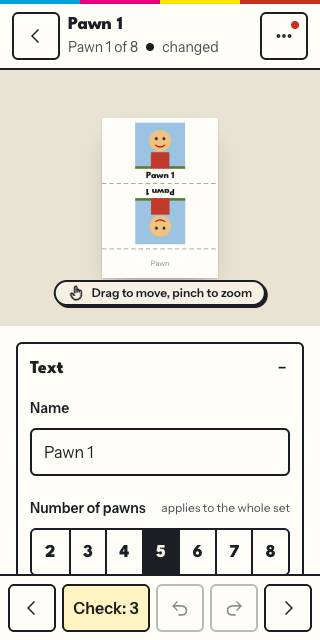 Pawn 1
Pawn 1 of 8 ● changed
Pawn 1
Pawn 1
Pawn
Drag to move, pinch to zoom
Text
Name
Pawn 1
Number of pawns applies to the whole set
2 3 4 5 6 7 8
Check: 3